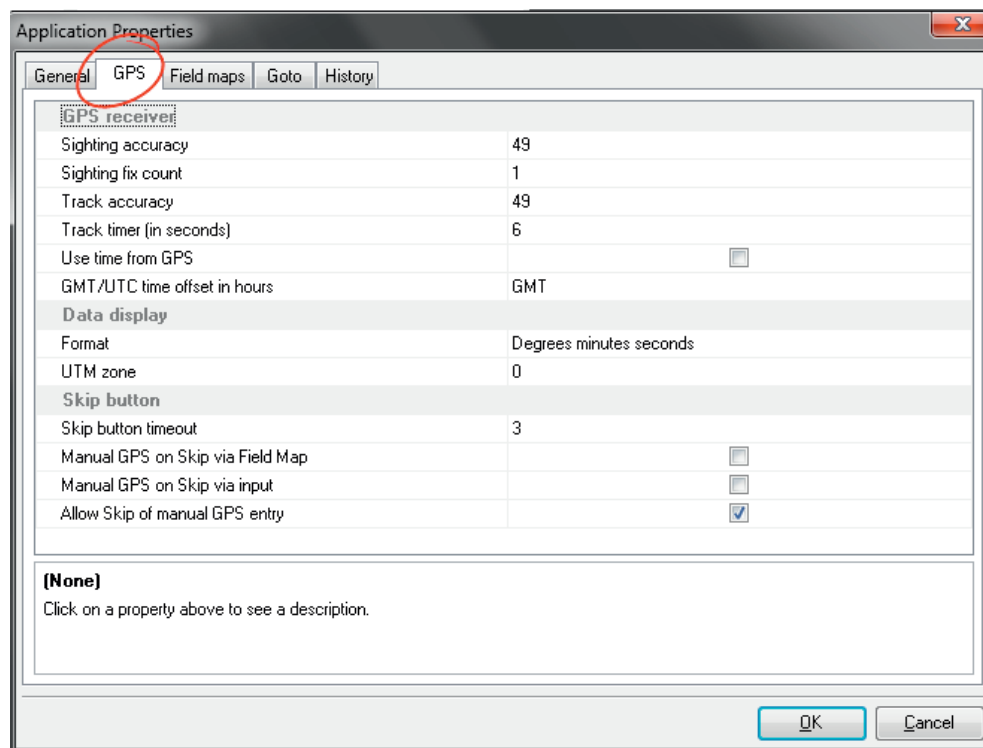 Application Properties
General GPS Field maps Goto History
GPS receiver
Sighting accuracy 49
Sighting fix count 1
Track accuracy 49
Track timer (in seconds) 6
Use time from GPS
GMT/UTC time offset in hours GMT
Data display
Format Degrees minutes seconds
UTM zone 0
Skip button
Skip button timeout 3
Manual GPS on Skip via Field Map
Manual GPS on Skip via input
Allow Skip of manual GPS entry
(None)
Click on a property above to see a description.
OK Cancel